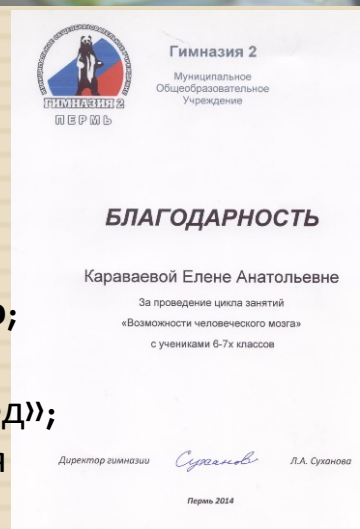 Гимназия 2
Муниципальное
Общеобразовательное
Учреждение
ГИМНАЗИЯ 2
ПЕРМЬ
БЛАГОДАРНОСТЬ
Караваевой Елене Анатольевне
За проведение цикла занятий
«Возможности человеческого мозга»
с учениками 6-7х классов
;
д»;
я
Директор гимназии
Л.А. Суханова
Пермь 2014